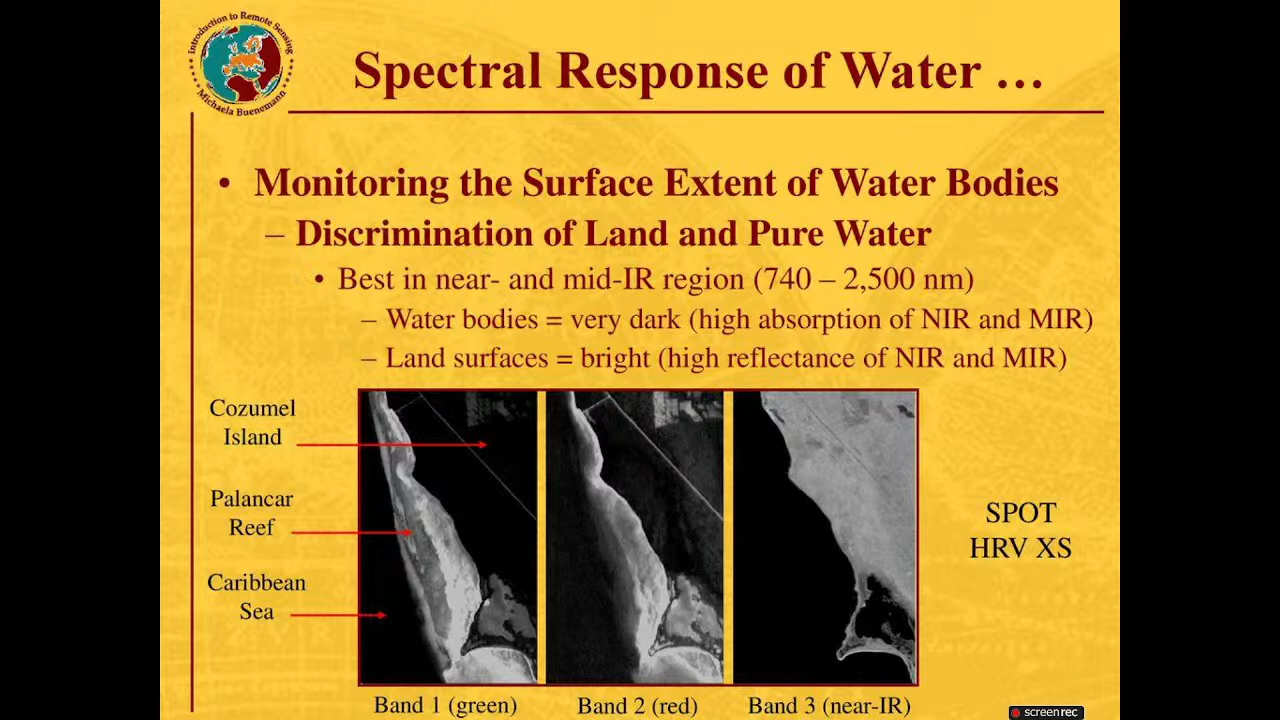 Introduction to Remote Sensing
Michaela Buenemann
Spectral Response of Water …
• Monitoring the Surface Extent of Water Bodies
– Discrimination of Land and Pure Water
• Best in near- and mid-IR region (740 – 2,500 nm)
– Water bodies = very dark (high absorption of NIR and MIR)
– Land surfaces = bright (high reflectance of NIR and MIR)
Cozumel
Island
Palancar
Reef
Caribbean
Sea
SPOT
HRV XS
Band 1 (green)
Band 2 (red)
Band 3 (near-IR)
screenrec